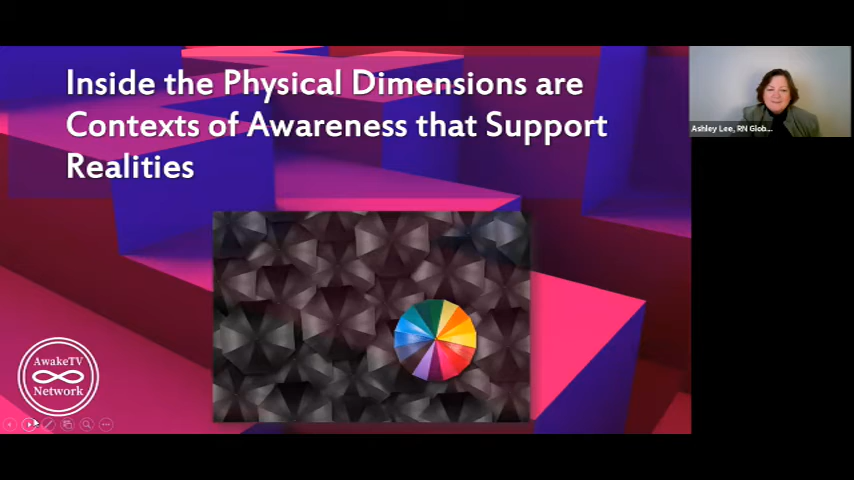 Inside the Physical Dimensions are
Contexts of Awareness that Support
Realities
Ashley Lee, RN Glob...
AwakeTV
Network